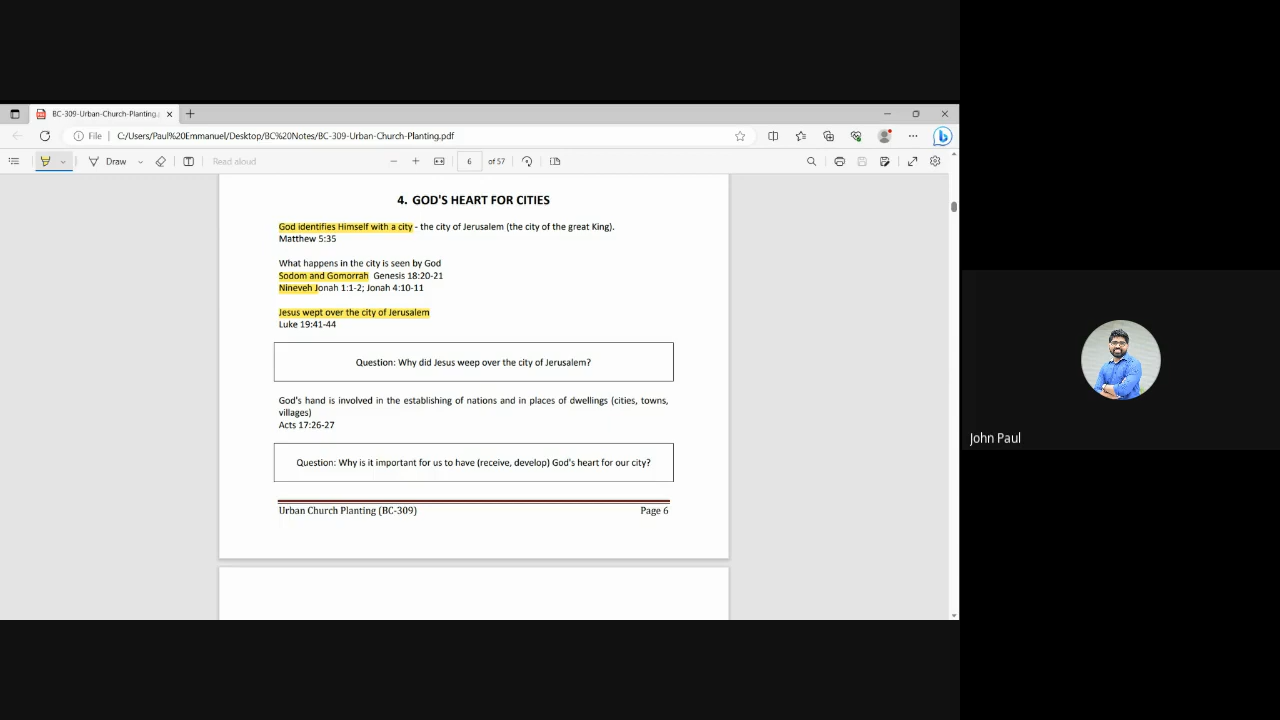 BC-309-Urban-Church-Planting.
File
C:/Users/Paul%20Emmanuel/Desktop/BC%20Notes/BC-309-Urban-Church-Planting.pdf
Draw
Read aloud
6 of 57
4. GOD'S HEART FOR CITIES
God identifies Himself with a city - the city of Jerusalem (the city of the great King).
Matthew 5:35
What happens in the city is seen by God
Sodom and Gomorrah Genesis 18:20-21
Nineveh Jonah 1:1-2; Jonah 4:10-11
Jesus wept over the city of Jerusalem
Luke 19:41-44
Question: Why did Jesus weep over the city of Jerusalem?
God's hand is involved in the establishing of nations and in places of dwellings (cities, towns,
villages)
Acts 17:26-27
Question: Why is it important for us to have (receive, develop) God's heart for our city?
Urban Church Planting (BC-309) Page 6
John Paul